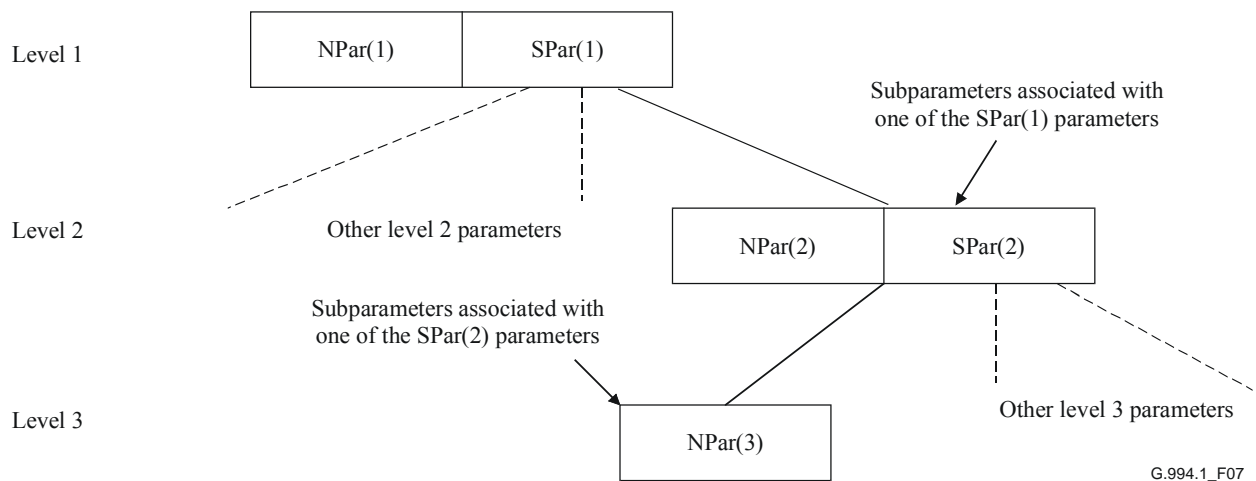 Level 1
NPar(1)
SPar(1)
Subparameters associated with
one of the SPar(1) parameters
Level 2
Other level 2 parameters
NPar(2)
SPar(2)
Subparameters associated with
one of the SPar(2) parameters
Level 3
NPar(3)
Other level 3 parameters
G.994.1_F07